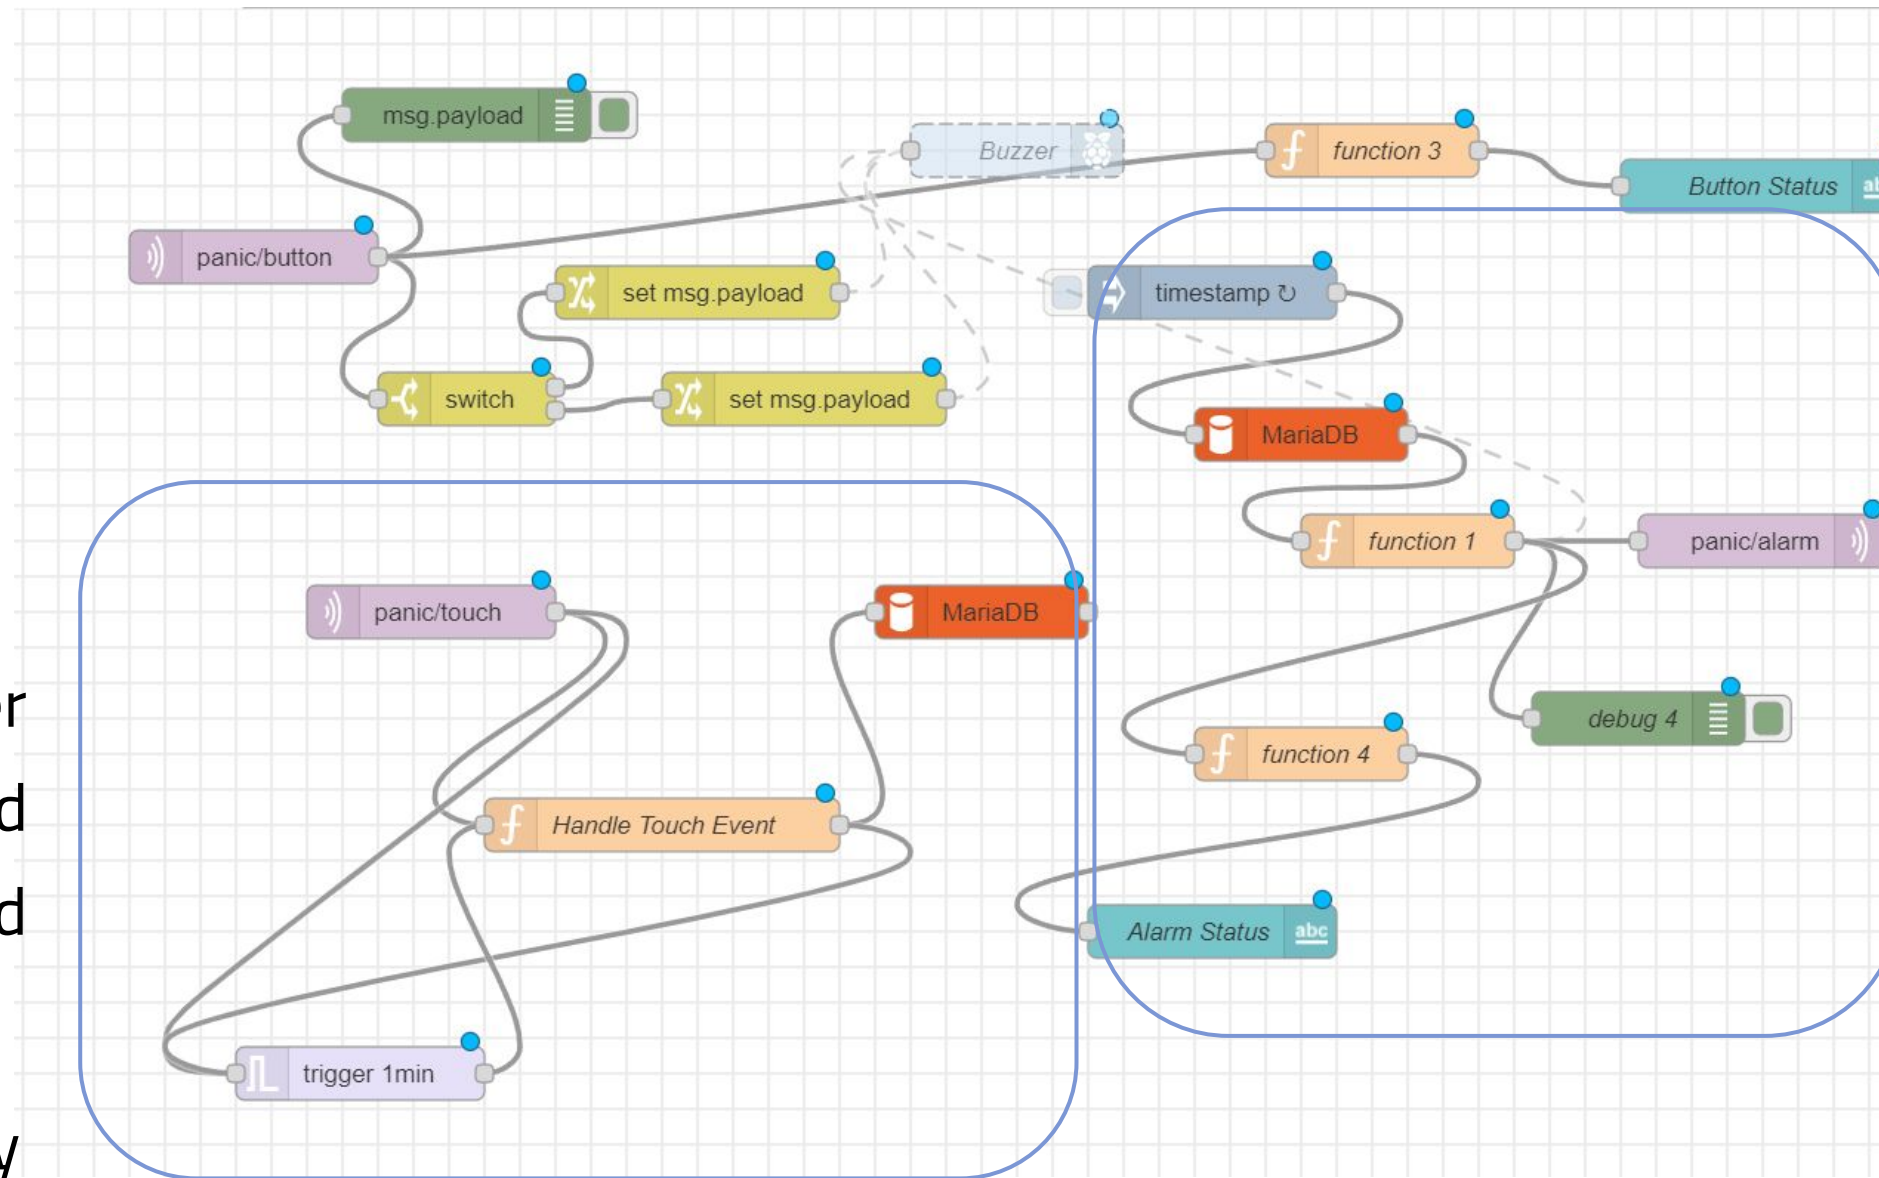 msg.payload
Buzzer
function 3
Button Status
panic/button
set msg.payload
timestamp ↻
switch
set msg.payload
MariaDB
function 1
panic/alarm
panic/touch
MariaDB
er
debug 4
function 4
d
Handle Touch Event
d
Alarm Status
abc
trigger 1min
y